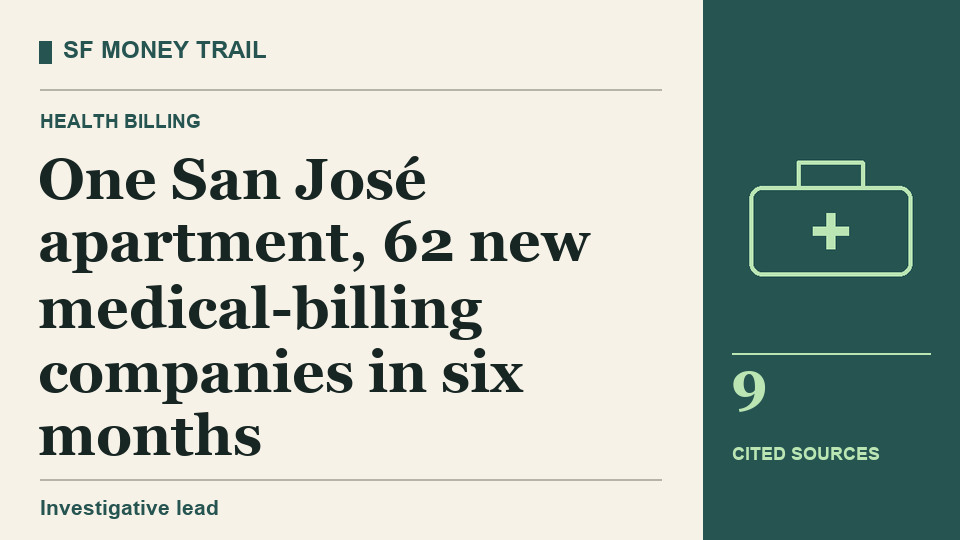 SF MONEY TRAIL
HEALTH BILLING
One San José
apartment, 62 new
medical-billing
companies in six
months
Investigative lead
9
CITED SOURCES